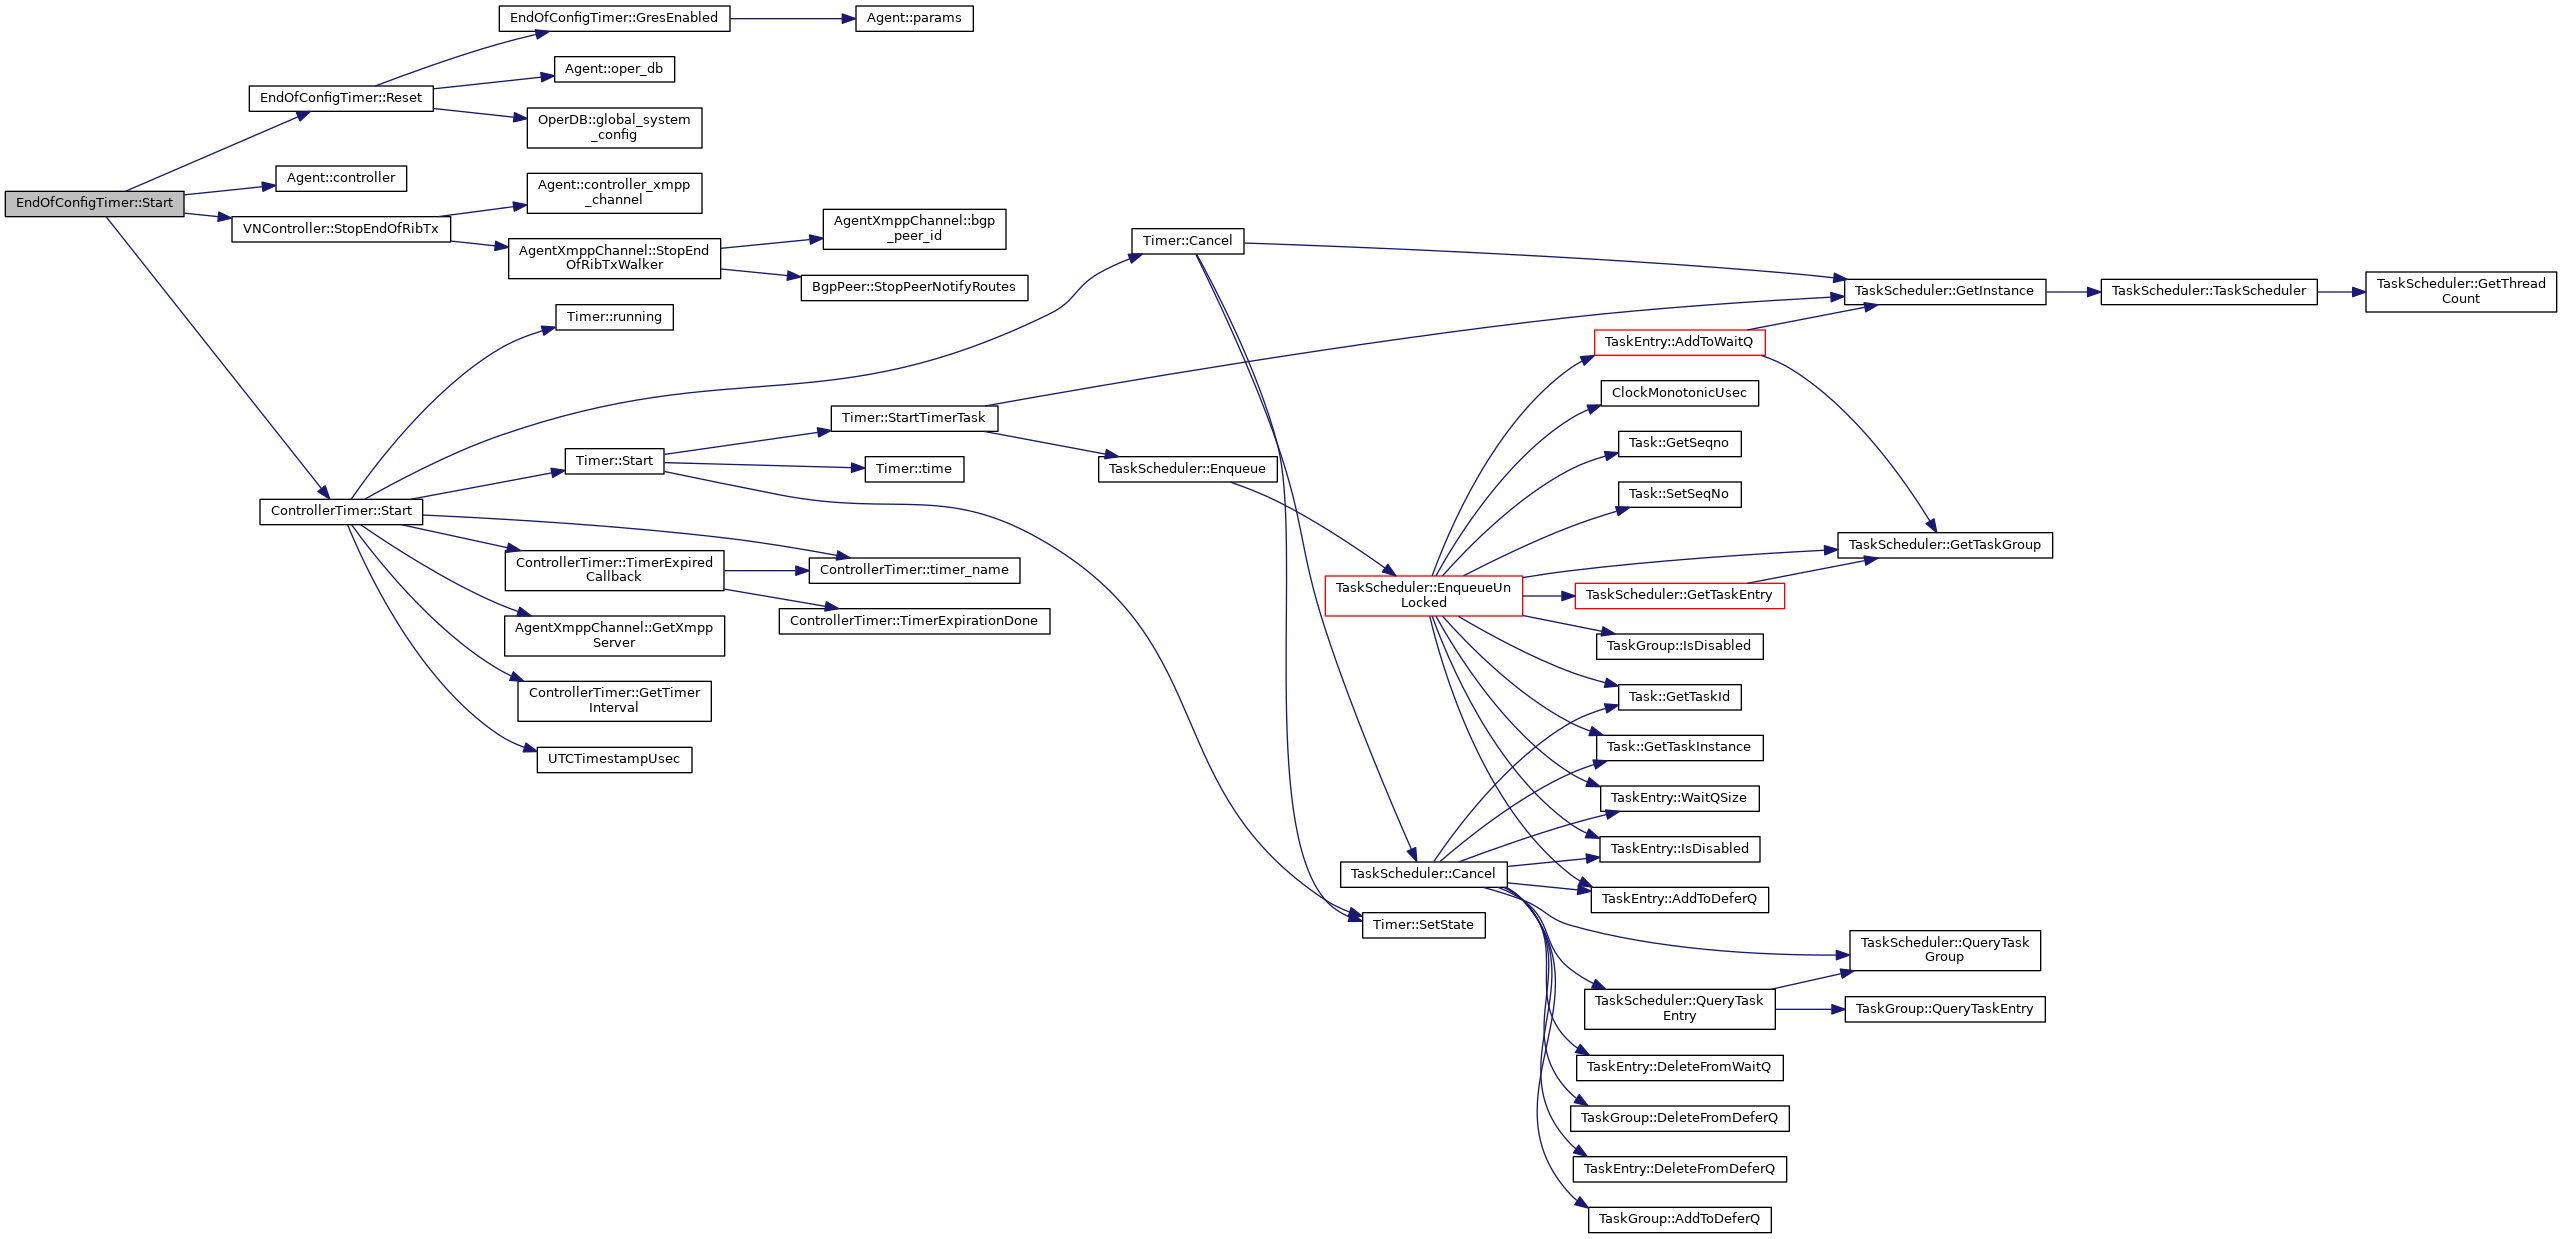 EndOfConfigTimer::Start
EndOfConfigTimer::Reset
Agent::controller
VNController::StopEndOfRibTx
ControllerTimer::Start
EndOfConfigTimer::GresEnabled
Agent::oper_db
OperDB::global_system
_config
Agent::controller_xmpp
_channel
AgentXmppChannel::StopEnd
OfRibTxWalker
Timer::running
Timer::Start
ControllerTimer::TimerExpired
Callback
AgentXmppChannel::GetXmpp
Server
ControllerTimer::GetTimer
Interval
UTCTimestampUsec
Agent::params
AgentXmppChannel::bgp
_peer_id
BgpPeer::StopPeerNotifyRoutes
Timer::StartTimerTask
Timer::time
ControllerTimer::timer_name
ControllerTimer::TimerExpirationDone
Timer::Cancel
TaskScheduler::Enqueue
TaskScheduler::EnqueueUn
Locked
TaskScheduler::Cancel
Timer::SetState
TaskEntry::AddToWaitQ
ClockMonotonicUsec
Task::GetSeqno
Task::SetSeqNo
TaskScheduler::GetTaskEntry
TaskGroup::IsDisabled
Task::GetTaskId
Task::GetTaskInstance
TaskEntry::WaitQSize
TaskEntry::IsDisabled
TaskEntry::AddToDeferQ
TaskScheduler::QueryTask
Entry
TaskEntry::DeleteFromWaitQ
TaskGroup::DeleteFromDeferQ
TaskEntry::DeleteFromDeferQ
TaskGroup::AddToDeferQ
TaskScheduler::GetInstance
TaskScheduler::GetTaskGroup
TaskScheduler::QueryTask
Group
TaskGroup::QueryTaskEntry
TaskScheduler::TaskScheduler
TaskScheduler::GetThread
Count